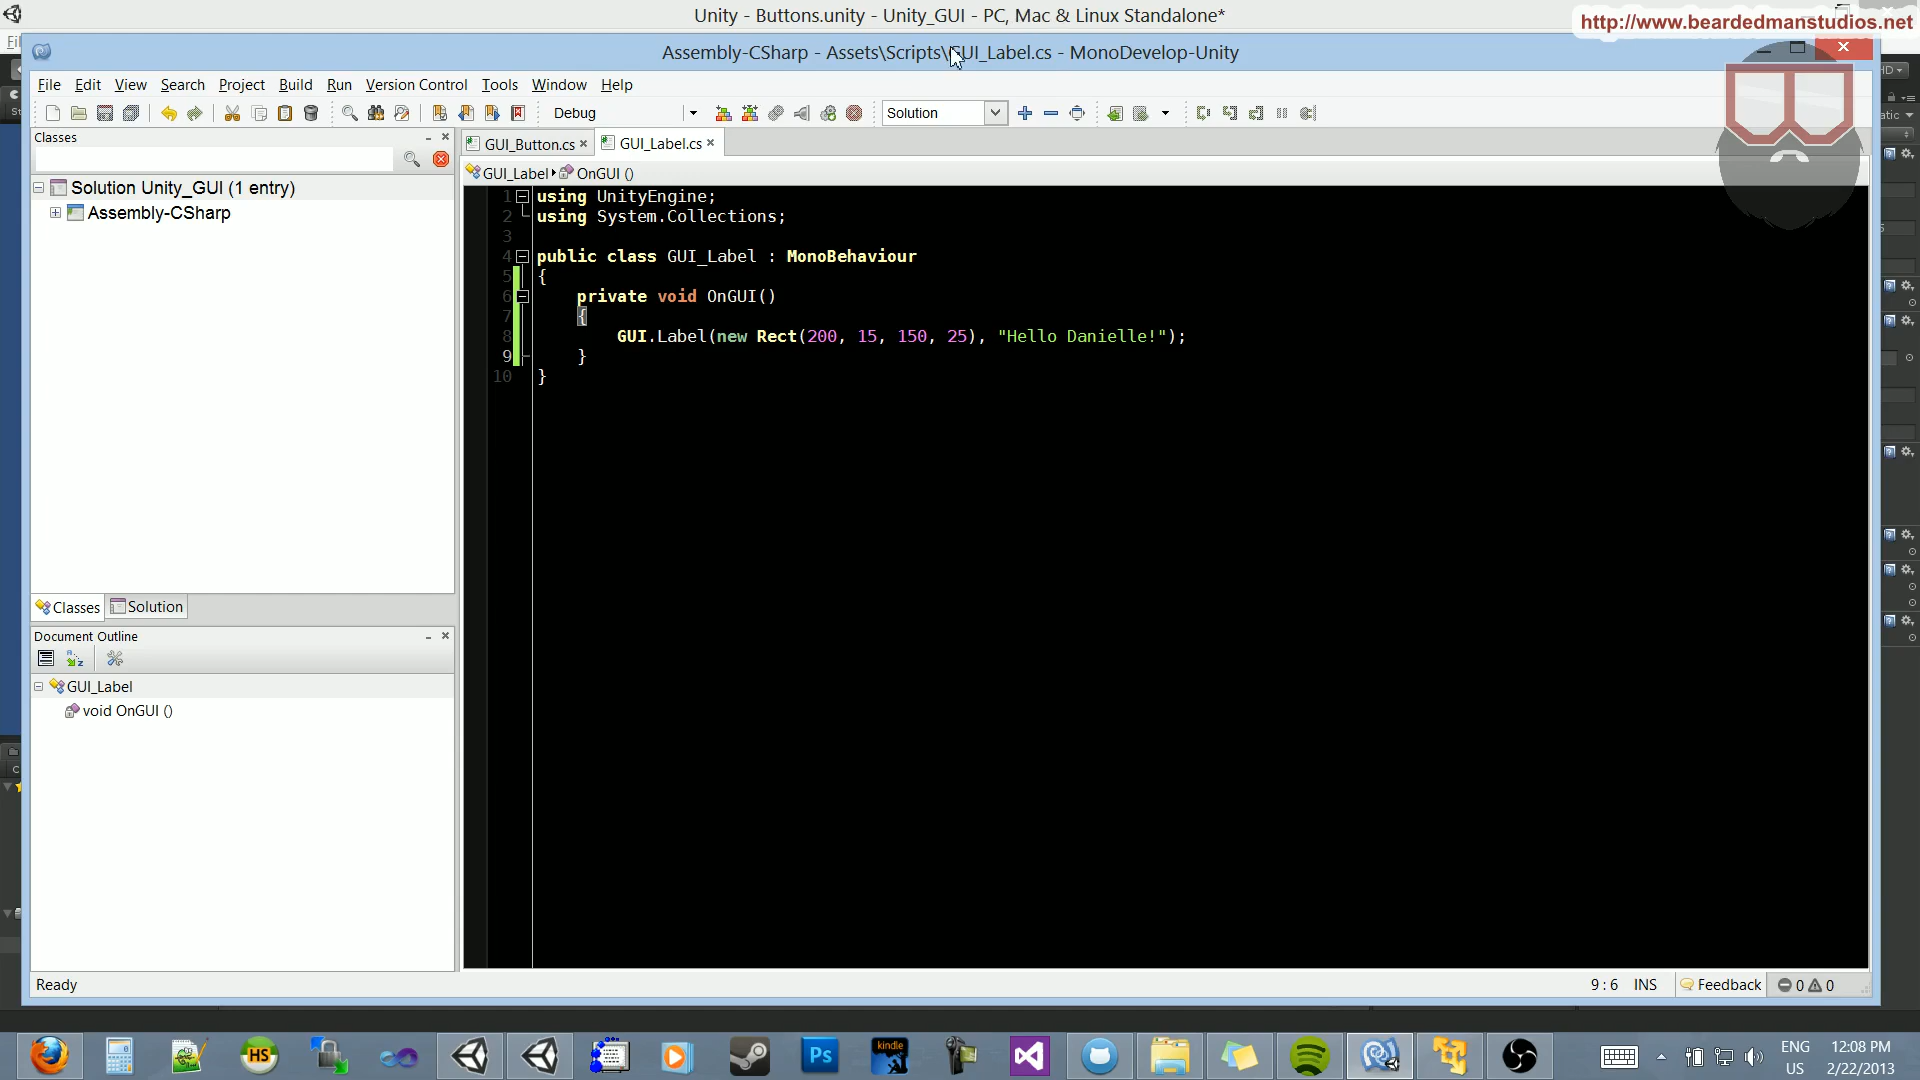 Unity - Buttons.unity - Unity_GUI - PC, Mac & Linux Standalone*
http://www.beardedmanstudios.net
Assembly-CSharp - Assets\Scripts\GUI_Label.cs - MonoDevelop-Unity
File Edit View Search Project Build Run Version Control Tools Window Help
Debug Solution
Classes
GUI_Button.cs GUI_Label.cs
GUI_Label OnGUI ()
Solution Unity_GUI (1 entry)
Assembly-CSharp
1 using UnityEngine;
2 using System.Collections;
3
4 public class GUI_Label : MonoBehaviour
5 {
6 private void OnGUI()
7 {
8 GUI.Label(new Rect(200, 15, 150, 25), "Hello Danielle!");
9 }
10 }
Classes Solution
Document Outline
GUI_Label
void OnGUI ()
Ready
9 : 6 INS Feedback 0 0
HS
Ps
kindle
ENG
US
12:08 PM
2/22/2013